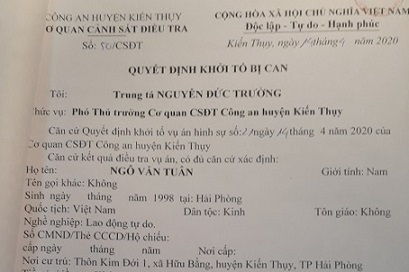 CÔNG AN HUYỆN KIẾN THỤY
CƠ QUAN CẢNH SÁT ĐIỀU TRA
Số: 50/CSĐT
CỘNG HÒA XÃ HỘI CHỦ NGHĨA VIỆT NAM
Độc lập - Tự do - Hạnh phúc
Kiến Thụy, ngày tháng 4 năm 2020
QUYẾT ĐỊNH KHỞI TỐ BỊ CAN
Tôi: Trung tá NGUYỄN ĐỨC TRƯỜNG
Chức vụ: Phó Thủ trưởng Cơ quan CSĐT Công an huyện Kiến Thụy
Căn cứ Quyết định khởi tố vụ án hình sự số: ngày tháng 4 năm 2020 của
Cơ quan CSĐT Công an huyện Kiến Thụy;
Căn cứ kết quả điều tra vụ án, có đủ căn cứ xác định:
Họ tên: NGÔ VĂN TUÂN Giới tính: Nam
Tên gọi khác: Không
Sinh ngày tháng năm 1998 tại: Hải Phòng
Quốc tịch: Việt Nam Dân tộc: Kinh Tôn giáo: Không
Nghề nghiệp: Lao động tự do.
Số CMND/Thẻ CCCD/Hộ chiếu:
cấp ngày tháng năm Nơi cấp:
Nơi cư trú: Thôn Kim Đới 1, xã Hữu Bằng, huyện Kiến Thụy, TP Hải Phòng